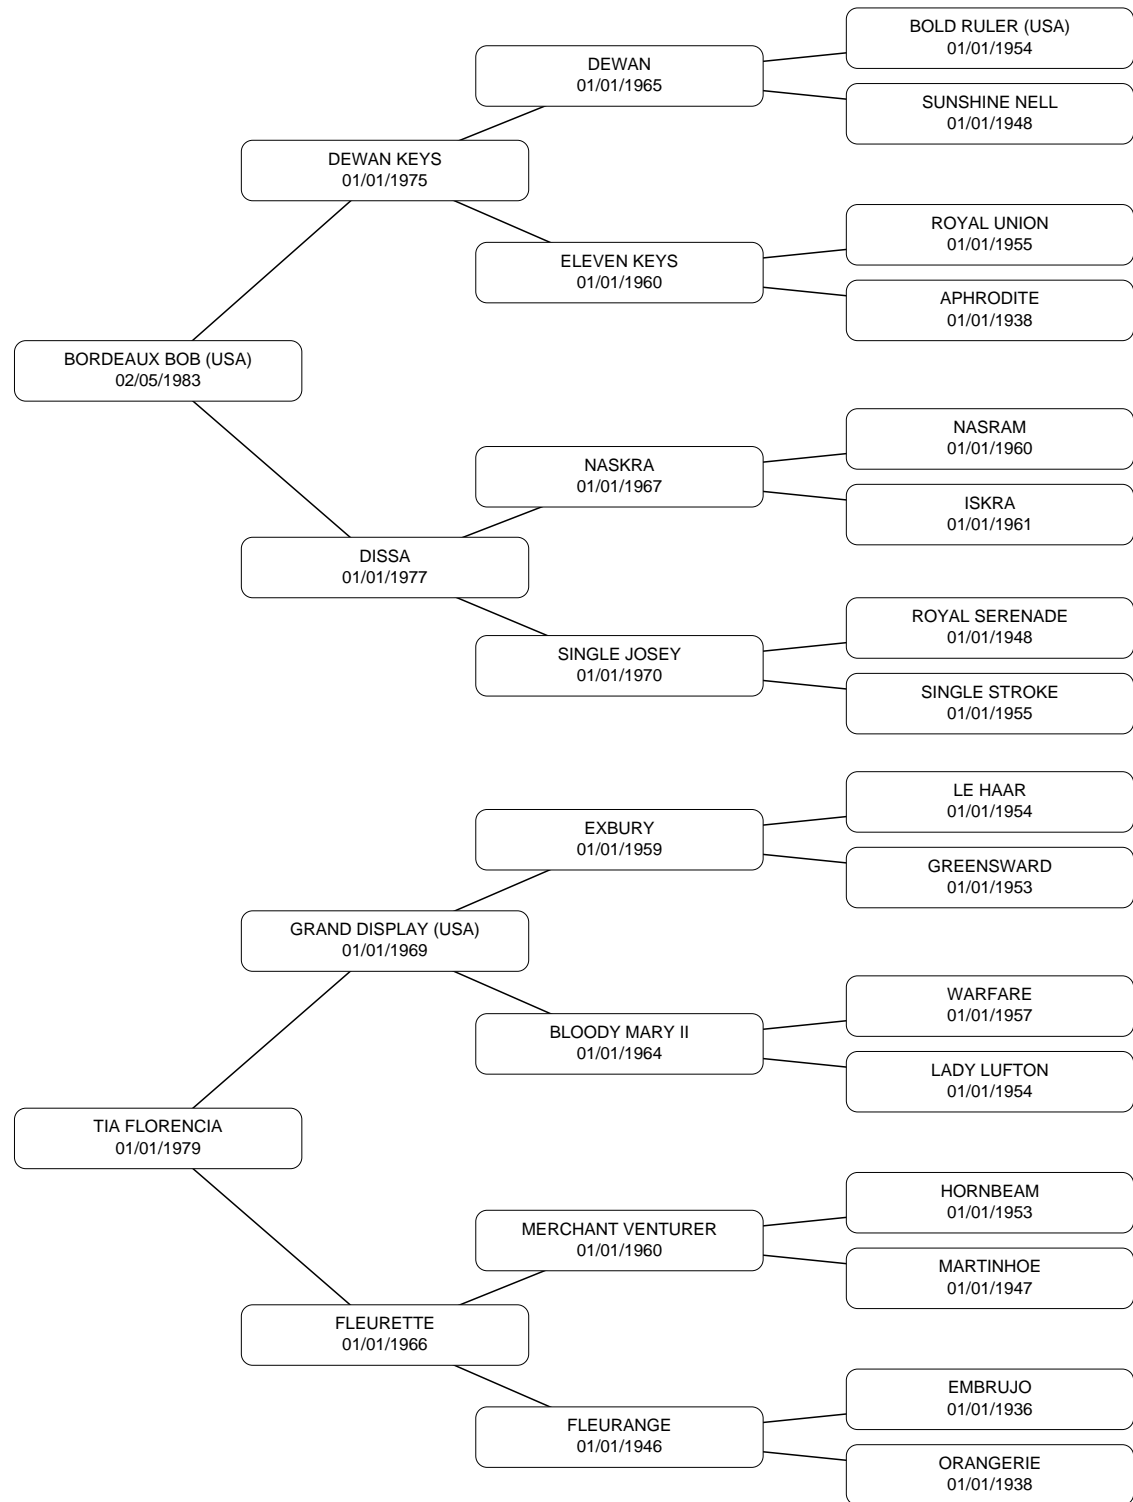 BOLD RULER (USA)
01/01/1954
DEWAN
01/01/1965
SUNSHINE NELL
01/01/1948
DEWAN KEYS
01/01/1975
ROYAL UNION
01/01/1955
ELEVEN KEYS
01/01/1960
APHRODITE
01/01/1938
BORDEAUX BOB (USA)
02/05/1983
NASRAM
01/01/1960
NASKRA
01/01/1967
ISKRA
01/01/1961
DISSA
01/01/1977
ROYAL SERENADE
01/01/1948
SINGLE JOSEY
01/01/1970
SINGLE STROKE
01/01/1955
LE HAAR
01/01/1954
EXBURY
01/01/1959
GREENSWARD
01/01/1953
GRAND DISPLAY (USA)
01/01/1969
WARFARE
01/01/1957
BLOODY MARY II
01/01/1964
LADY LUFTON
01/01/1954
TIA FLORENCIA
01/01/1979
HORNBEAM
01/01/1953
MERCHANT VENTURER
01/01/1960
MARTINHOE
01/01/1947
FLEURETTE
01/01/1966
EMBRUJO
01/01/1936
FLEURANGE
01/01/1946
ORANGERIE
01/01/1938